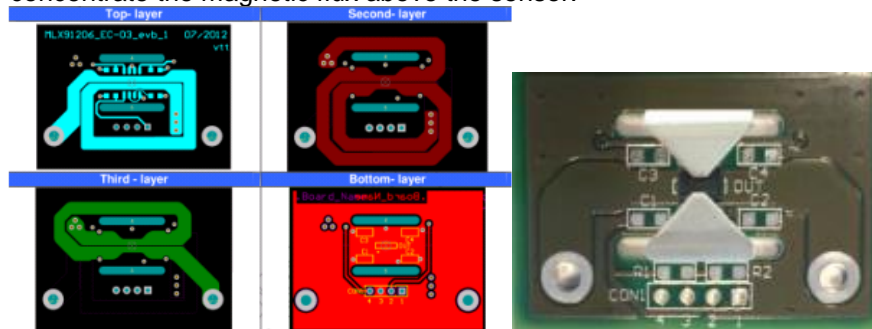 concentrate the magnetic flux above the sensor.
Top- layer
Second- layer
MLX91206_EC-03_evb_1 07/2012
v11
Third - layer
Bottom- layer
C3
C4
OUT
C1
C2
R1
R2
CON1
4 3 2 1